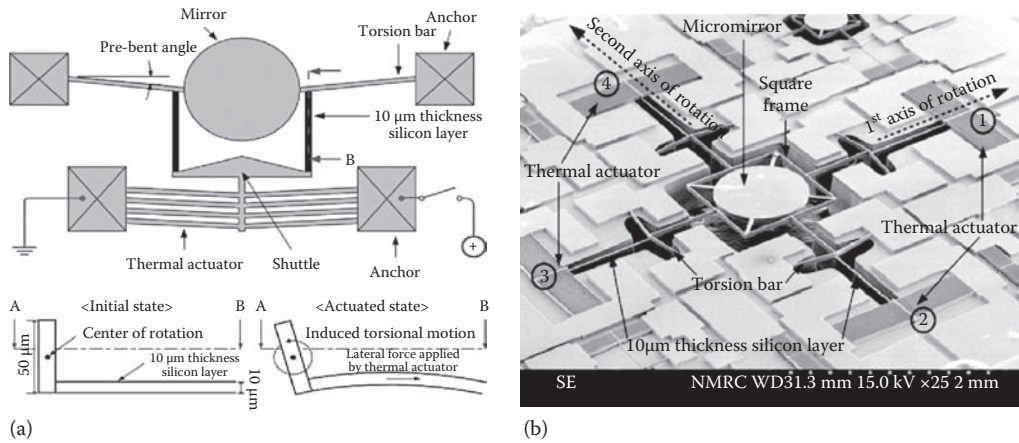 Mirror
Anchor
Torsion bar
Pre-bent angle
10 µm thickness
silicon layer
B
Thermal actuator
Shuttle
Anchor
+
A
<Initial state>
B
A
<Actuated state>
B
Center of rotation
Induced torsional motion
50 µm
10 µm thickness
silicon layer
10 µm
Lateral force applied
by thermal actuator
(a)
Micromirror
Second axis of rotation
Square
frame
4
1st axis of rotation
1
Thermal actuator
Thermal actuator
3
Torsion bar
2
10µm thickness silicon layer
SE
NMRC WD31.3 mm 15.0 kV ×25 2 mm
(b)